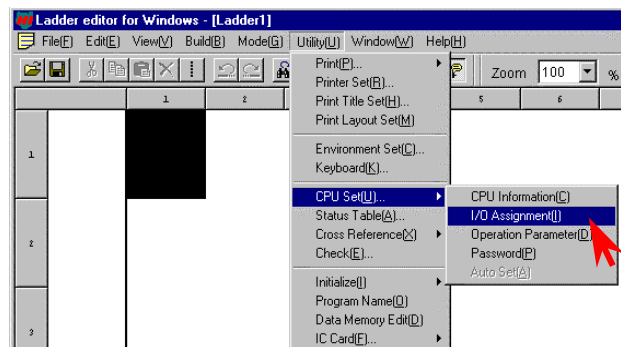 Ladder editor for Windows - [Ladder1]
File(F) Edit(E) View(V) Build(B) Mode(G) Utility(U) Window(W) Help(H)
Zoom 100 %
1 2 5 6
1
2
3
Print(P)...
Printer Set(R)...
Print Title Set(H)...
Print Layout Set(M)
Environment Set(C)...
Keyboard(K)...
CPU Set(U)...
Status Table(A)...
Cross Reference(X)
Check(E)...
Initialize(I)
Program Name(O)
Data Memory Edit(D)
IC Card(F)...
CPU Information(C)
I/O Assignment(I)
Operation Parameter(D)
Password(P)
Auto Set(A)